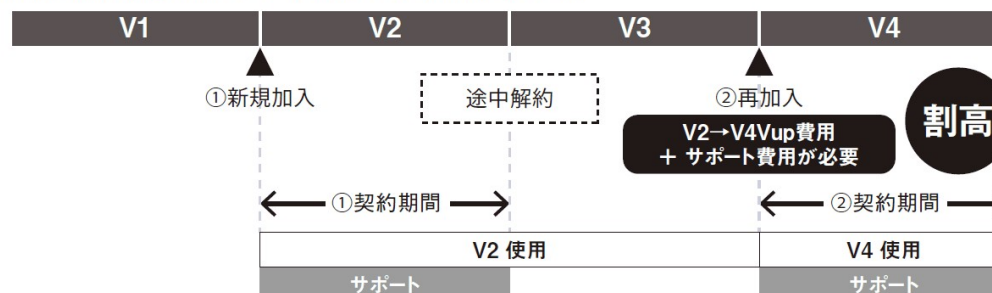 V1 V2 V3 V4
①新規加入 途中解約 ②再加入
V2→V4Vup費用
+ サポート費用が必要
割高
①契約期間 ②契約期間
V2 使用 V4 使用
サポート サポート